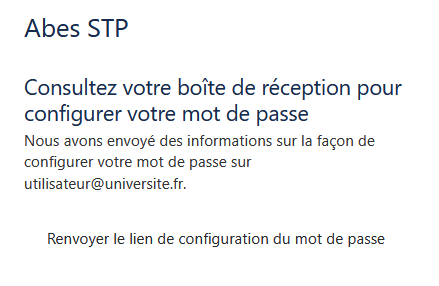 Abes STP
Consultez votre boîte de réception pour
configurer votre mot de passe
Nous avons envoyé des informations sur la façon de
configurer votre mot de passe sur
utilisateur@universite.fr.
Renvoyer le lien de configuration du mot de passe